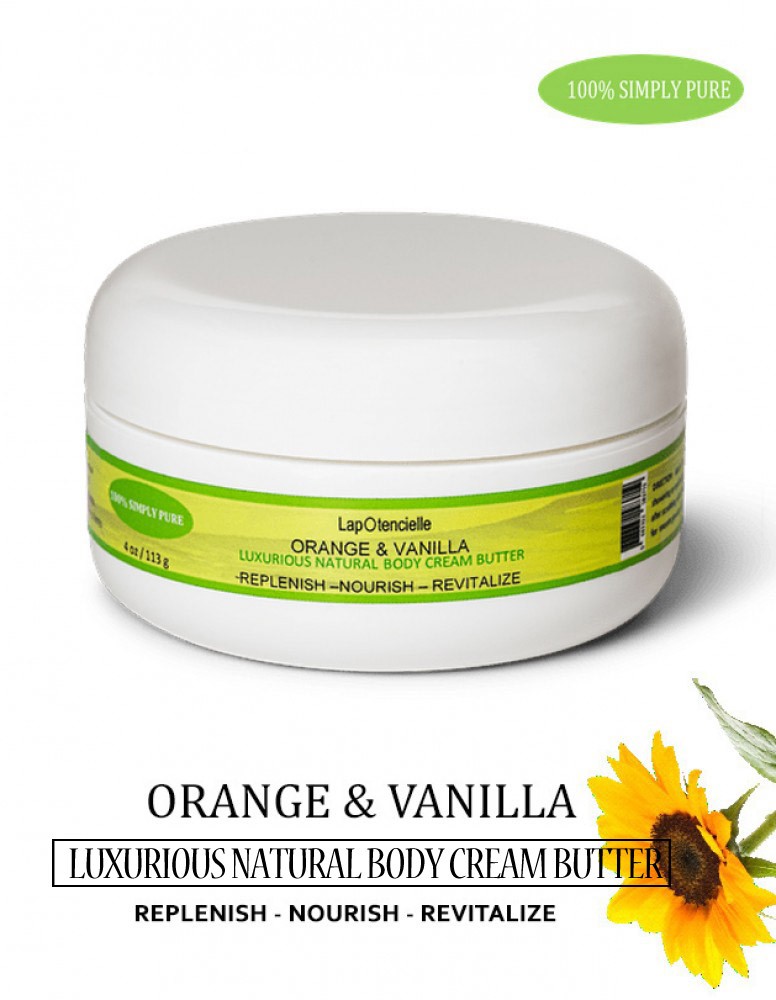 100% SIMPLY PURE
100% SIMPLY PURE
4 oz / 113 g
LapOtencielle
ORANGE & VANILLA
LUXURIOUS NATURAL BODY CREAM BUTTER
-REPLENISH –NOURISH – REVITALIZE
ORANGE & VANILLA
LUXURIOUS NATURAL BODY CREAM BUTTER
REPLENISH - NOURISH - REVITALIZE